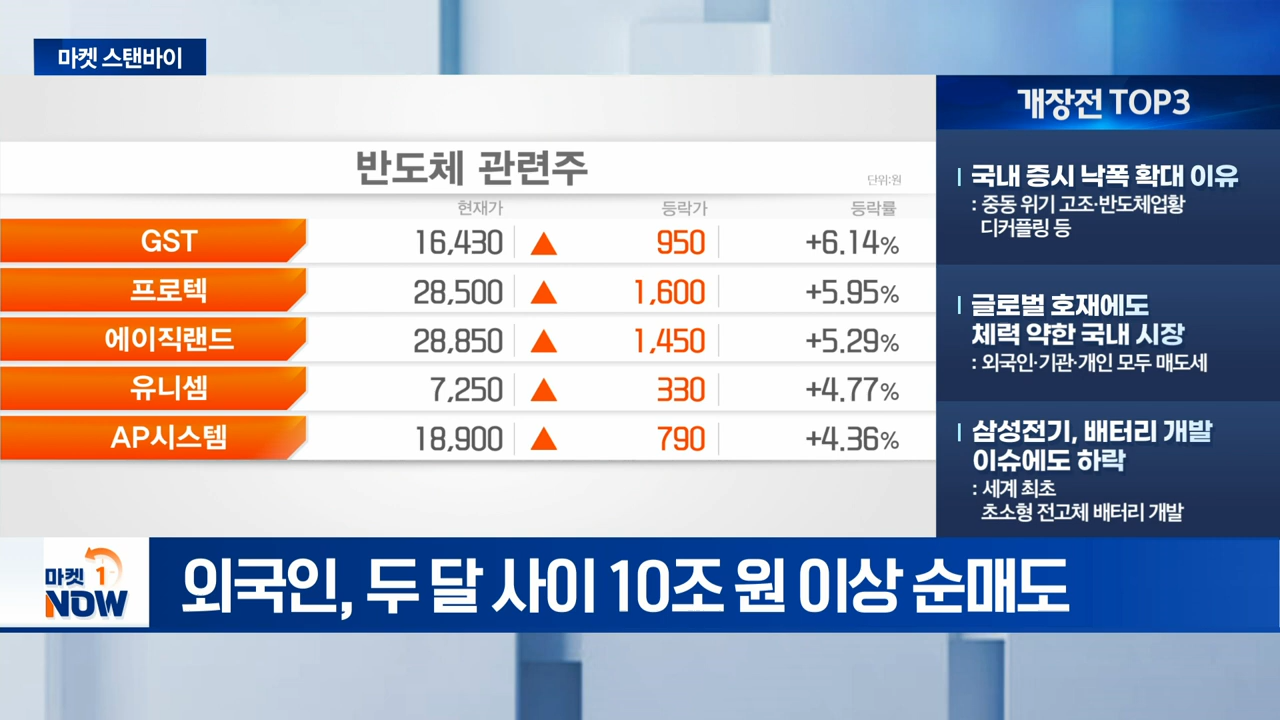 마켓 스탠바이
반도체 관련주
단위:원
현재가 등락가 등락률
GST 16,430 ▲ 950 +6.14%
프로텍 28,500 ▲ 1,600 +5.95%
에이직랜드 28,850 ▲ 1,450 +5.29%
유니셈 7,250 ▲ 330 +4.77%
AP시스템 18,900 ▲ 790 +4.36%
개장전 TOP3
국내 증시 낙폭 확대 이유
: 중동 위기 고조·반도체업황
디커플링 등
글로벌 호재에도
체력 약한 국내 시장
: 외국인·기관·개인 모두 매도세
삼성전기, 배터리 개발
이슈에도 하락
: 세계 최초
초소형 전고체 배터리 개발
마켓 1
NOW
외국인, 두 달 사이 10조 원 이상 순매도